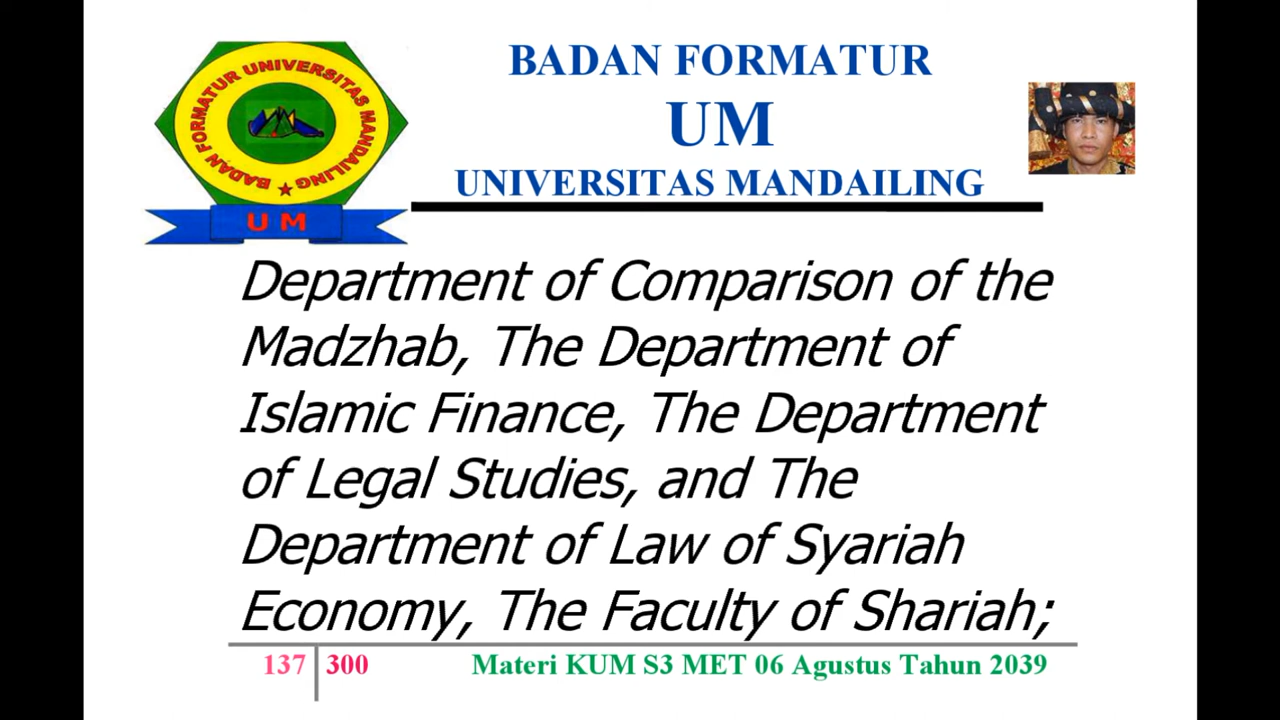 BADAN FORMATUR UNIVERSITAS MANDAILING
U M
BADAN FORMATUR
UM
UNIVERSITAS MANDAILING
Department of Comparison of the
Madzhab, The Department of
Islamic Finance, The Department
of Legal Studies, and The
Department of Law of Syariah
Economy, The Faculty of Shariah;
137 300 Materi KUM S3 MET 06 Agustus Tahun 2039